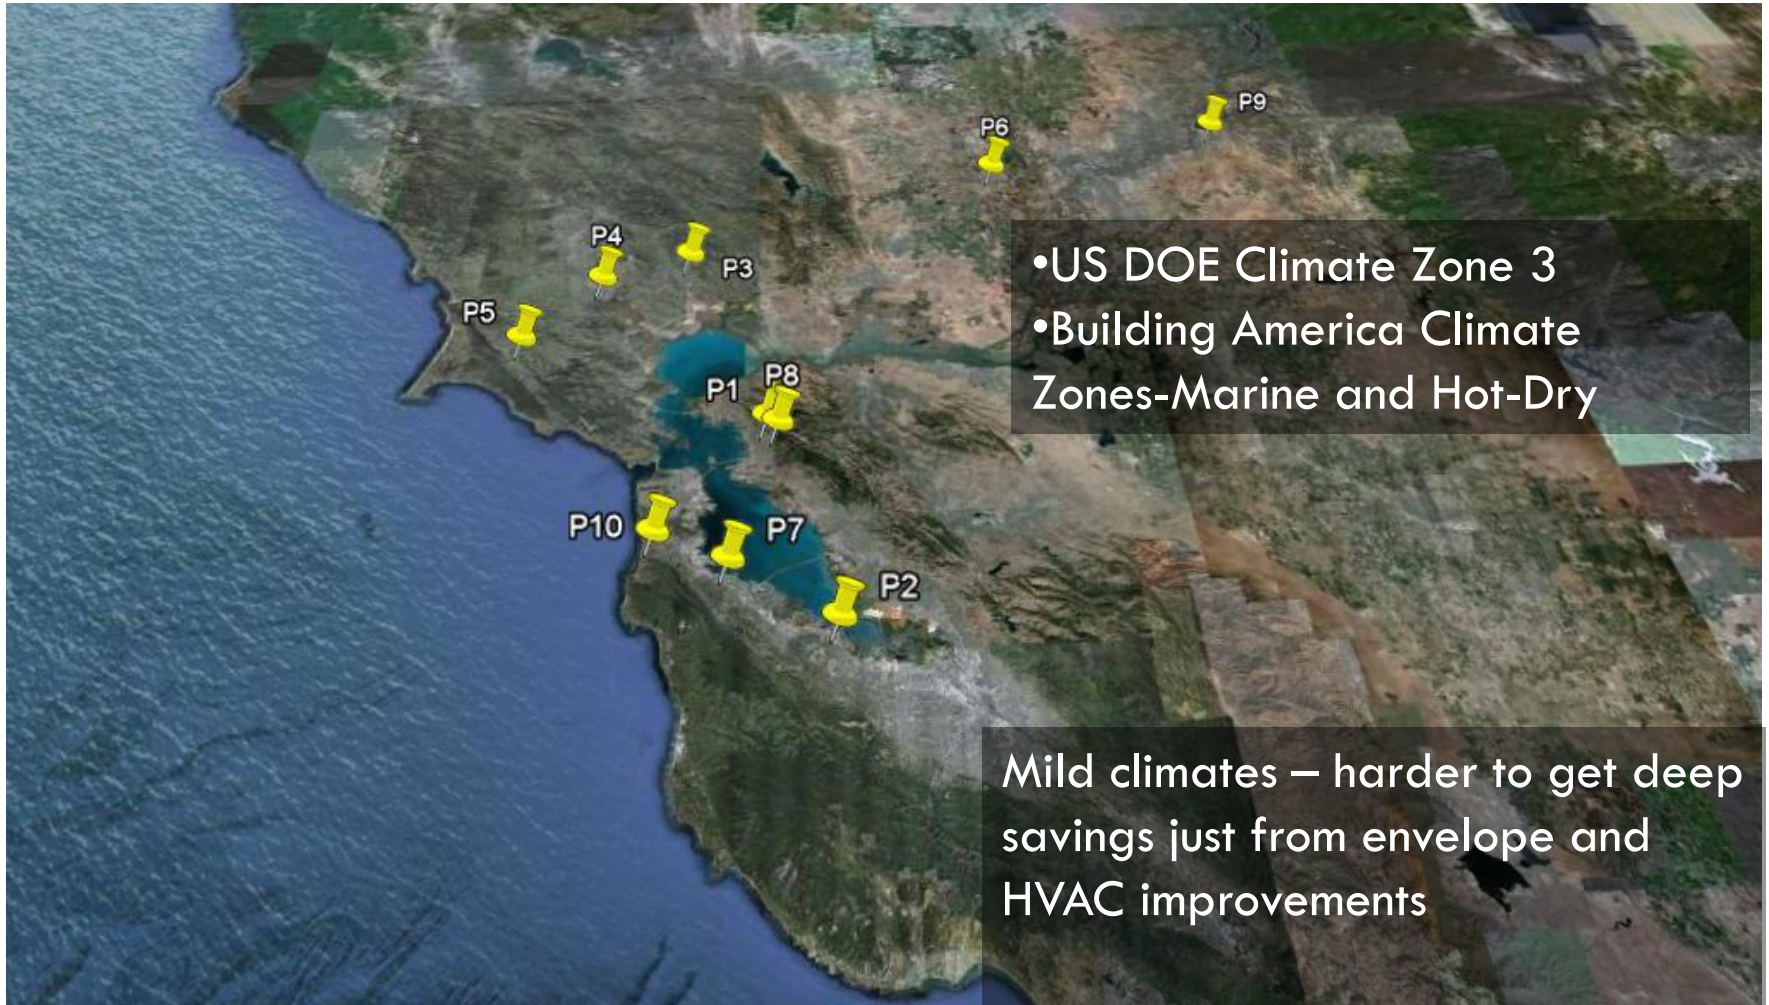 P9
P6
P4
P3
P5
P1
P8
P10
P7
P2
•US DOE Climate Zone 3
•Building America Climate
Zones-Marine and Hot-Dry
Mild climates – harder to get deep
savings just from envelope and
HVAC improvements